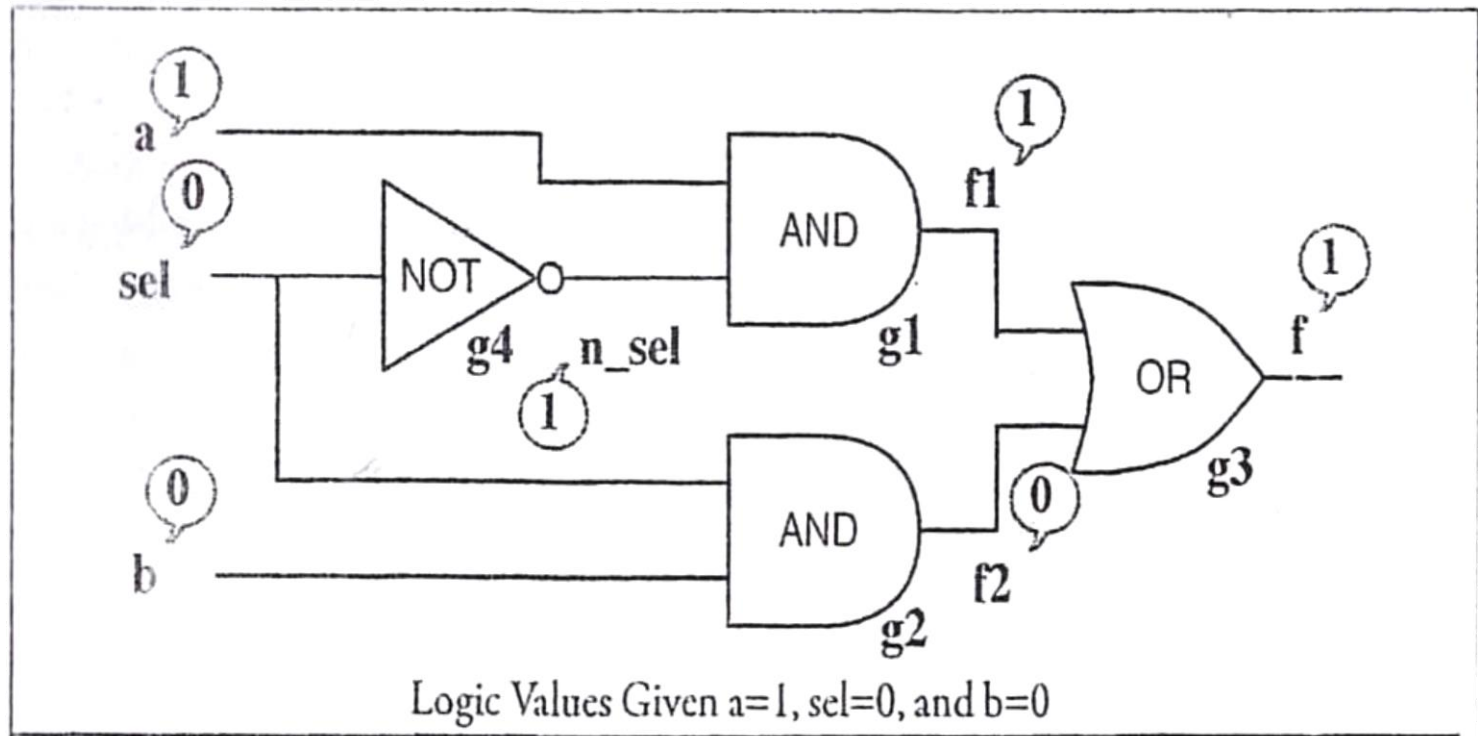 1
a
0
sel
NOT
g4
n_sel
1
AND
g1
f1
1
0
b
AND
g2
f2
0
OR
g3
f
1
Logic Values Given a=1, sel=0, and b=0